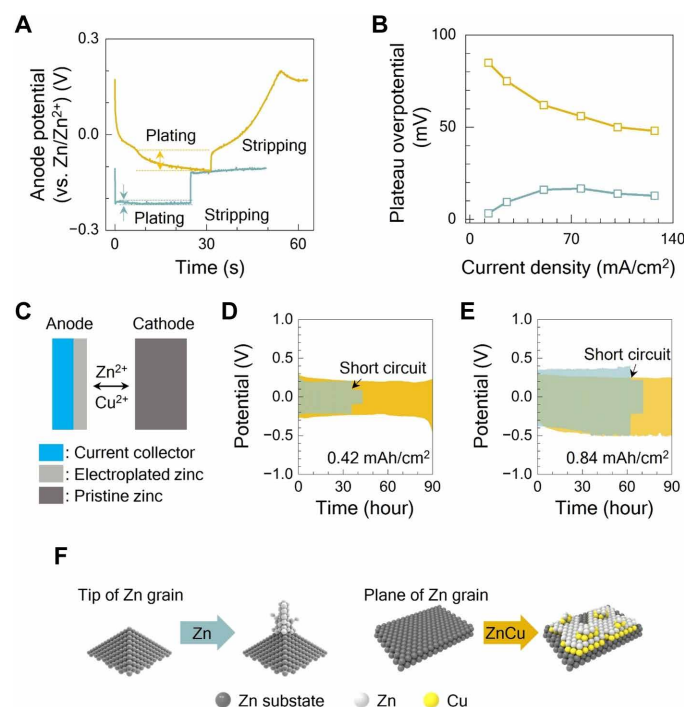 A
Anode potential
(vs. Zn/Zn²⁺) (V)
0.3
0.0
−0.3
Plating
Stripping
Plating
Stripping
0
30
60
Time (s)
B
Plateau overpotential
(mV)
100
50
0
0
70
140
Current density (mA/cm²)
C
Anode
Cathode
Zn²⁺
Cu²⁺
: Current collector
: Electroplated zinc
: Pristine zinc
D
Potential (V)
1.0
0.5
0.0
−0.5
−1.0
Short circuit
0.42 mAh/cm²
0
30
60
90
Time (hour)
E
Potential (V)
1.0
0.5
0.0
−0.5
−1.0
Short circuit
0.84 mAh/cm²
0
30
60
90
Time (hour)
F
Tip of Zn grain
Zn
Plane of Zn grain
ZnCu
Zn substrate
Zn
Cu